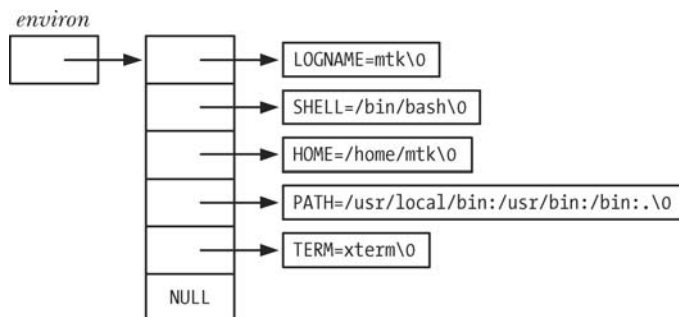 environ
LOGNAME=mtk\0
SHELL=/bin/bash\0
HOME=/home/mtk\0
PATH=/usr/local/bin:/usr/bin:/bin:.\0
TERM=xterm\0
NULL